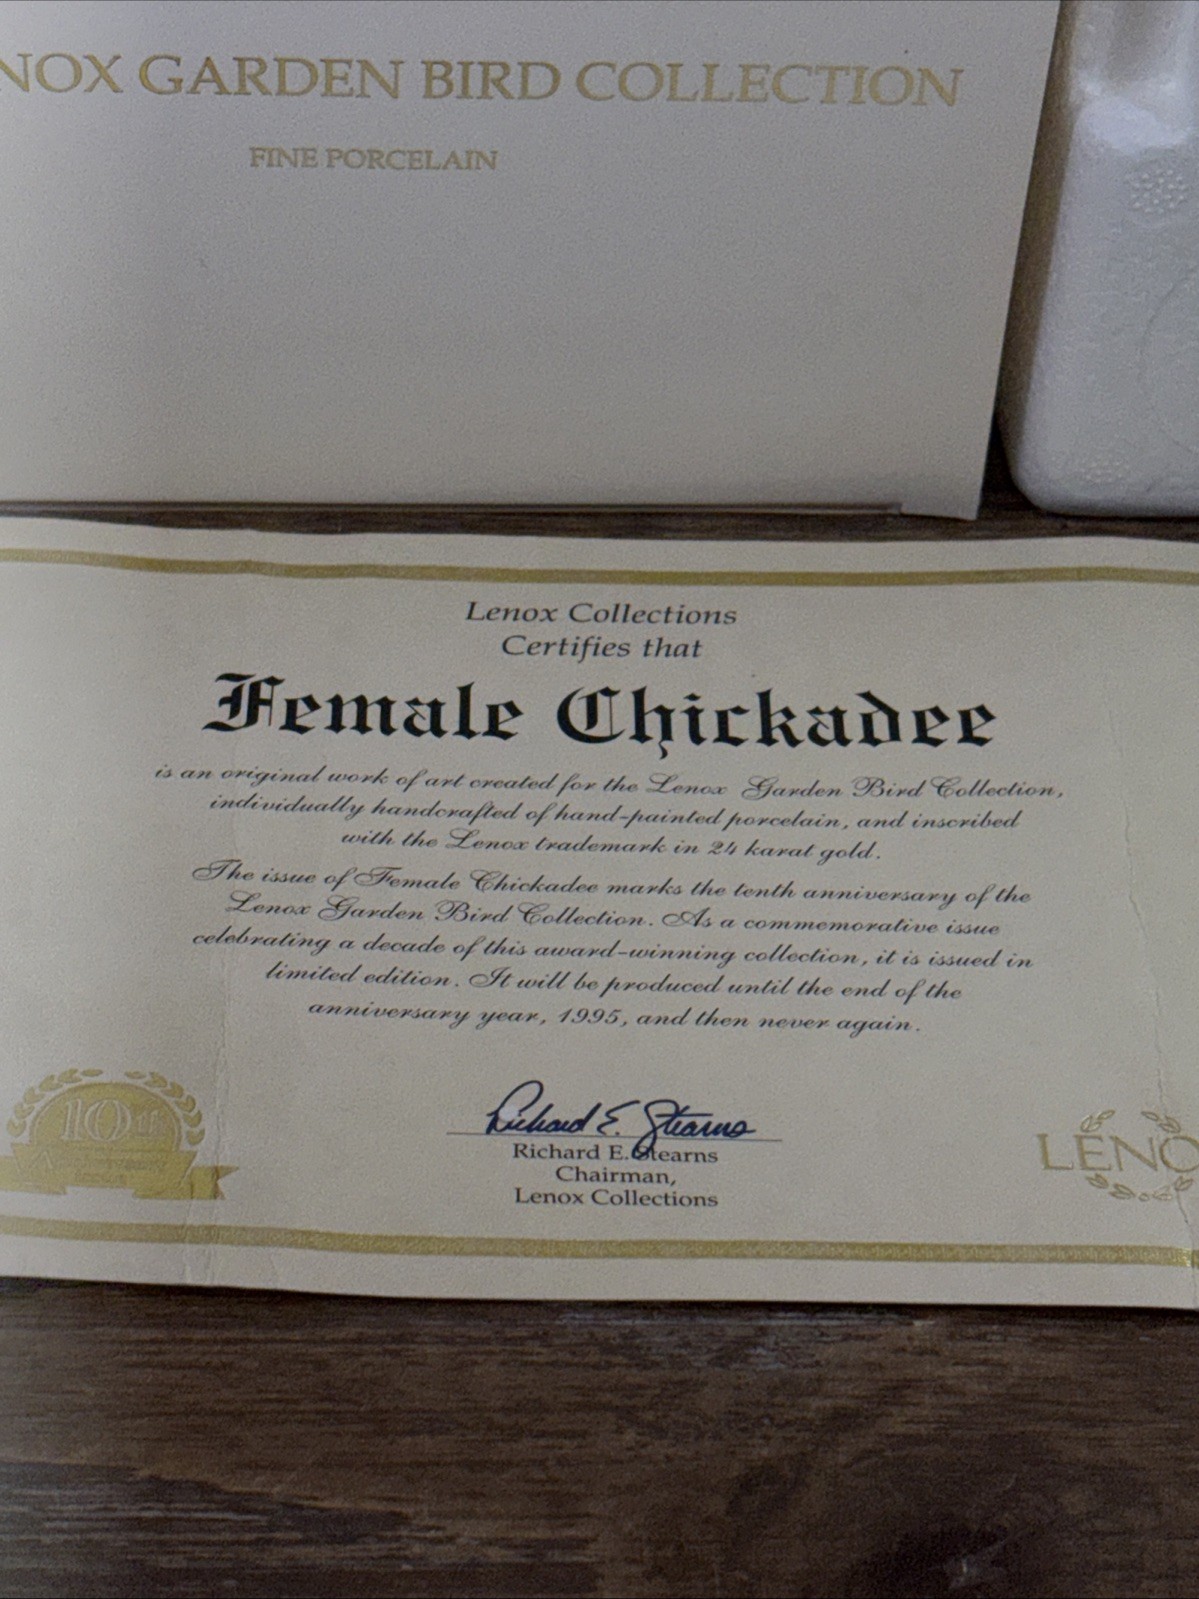 NOX GARDEN BIRD COLLECTION
FINE PORCELAIN
Lenox Collections
Certifies that
Female Chickadee
is an original work of art created for the Lenox Garden Bird Collection,
individually handcrafted of hand-painted porcelain, and inscribed
with the Lenox trademark in 24 karat gold.
The issue of Female Chickadee marks the tenth anniversary of the
Lenox Garden Bird Collection. As a commemorative issue
celebrating a decade of this award-winning collection, it is issued in
limited edition. It will be produced until the end of the
anniversary year, 1995, and then never again.
10th
Richard E. Stearns
Richard E. Stearns
Chairman,
Lenox Collections
LENO